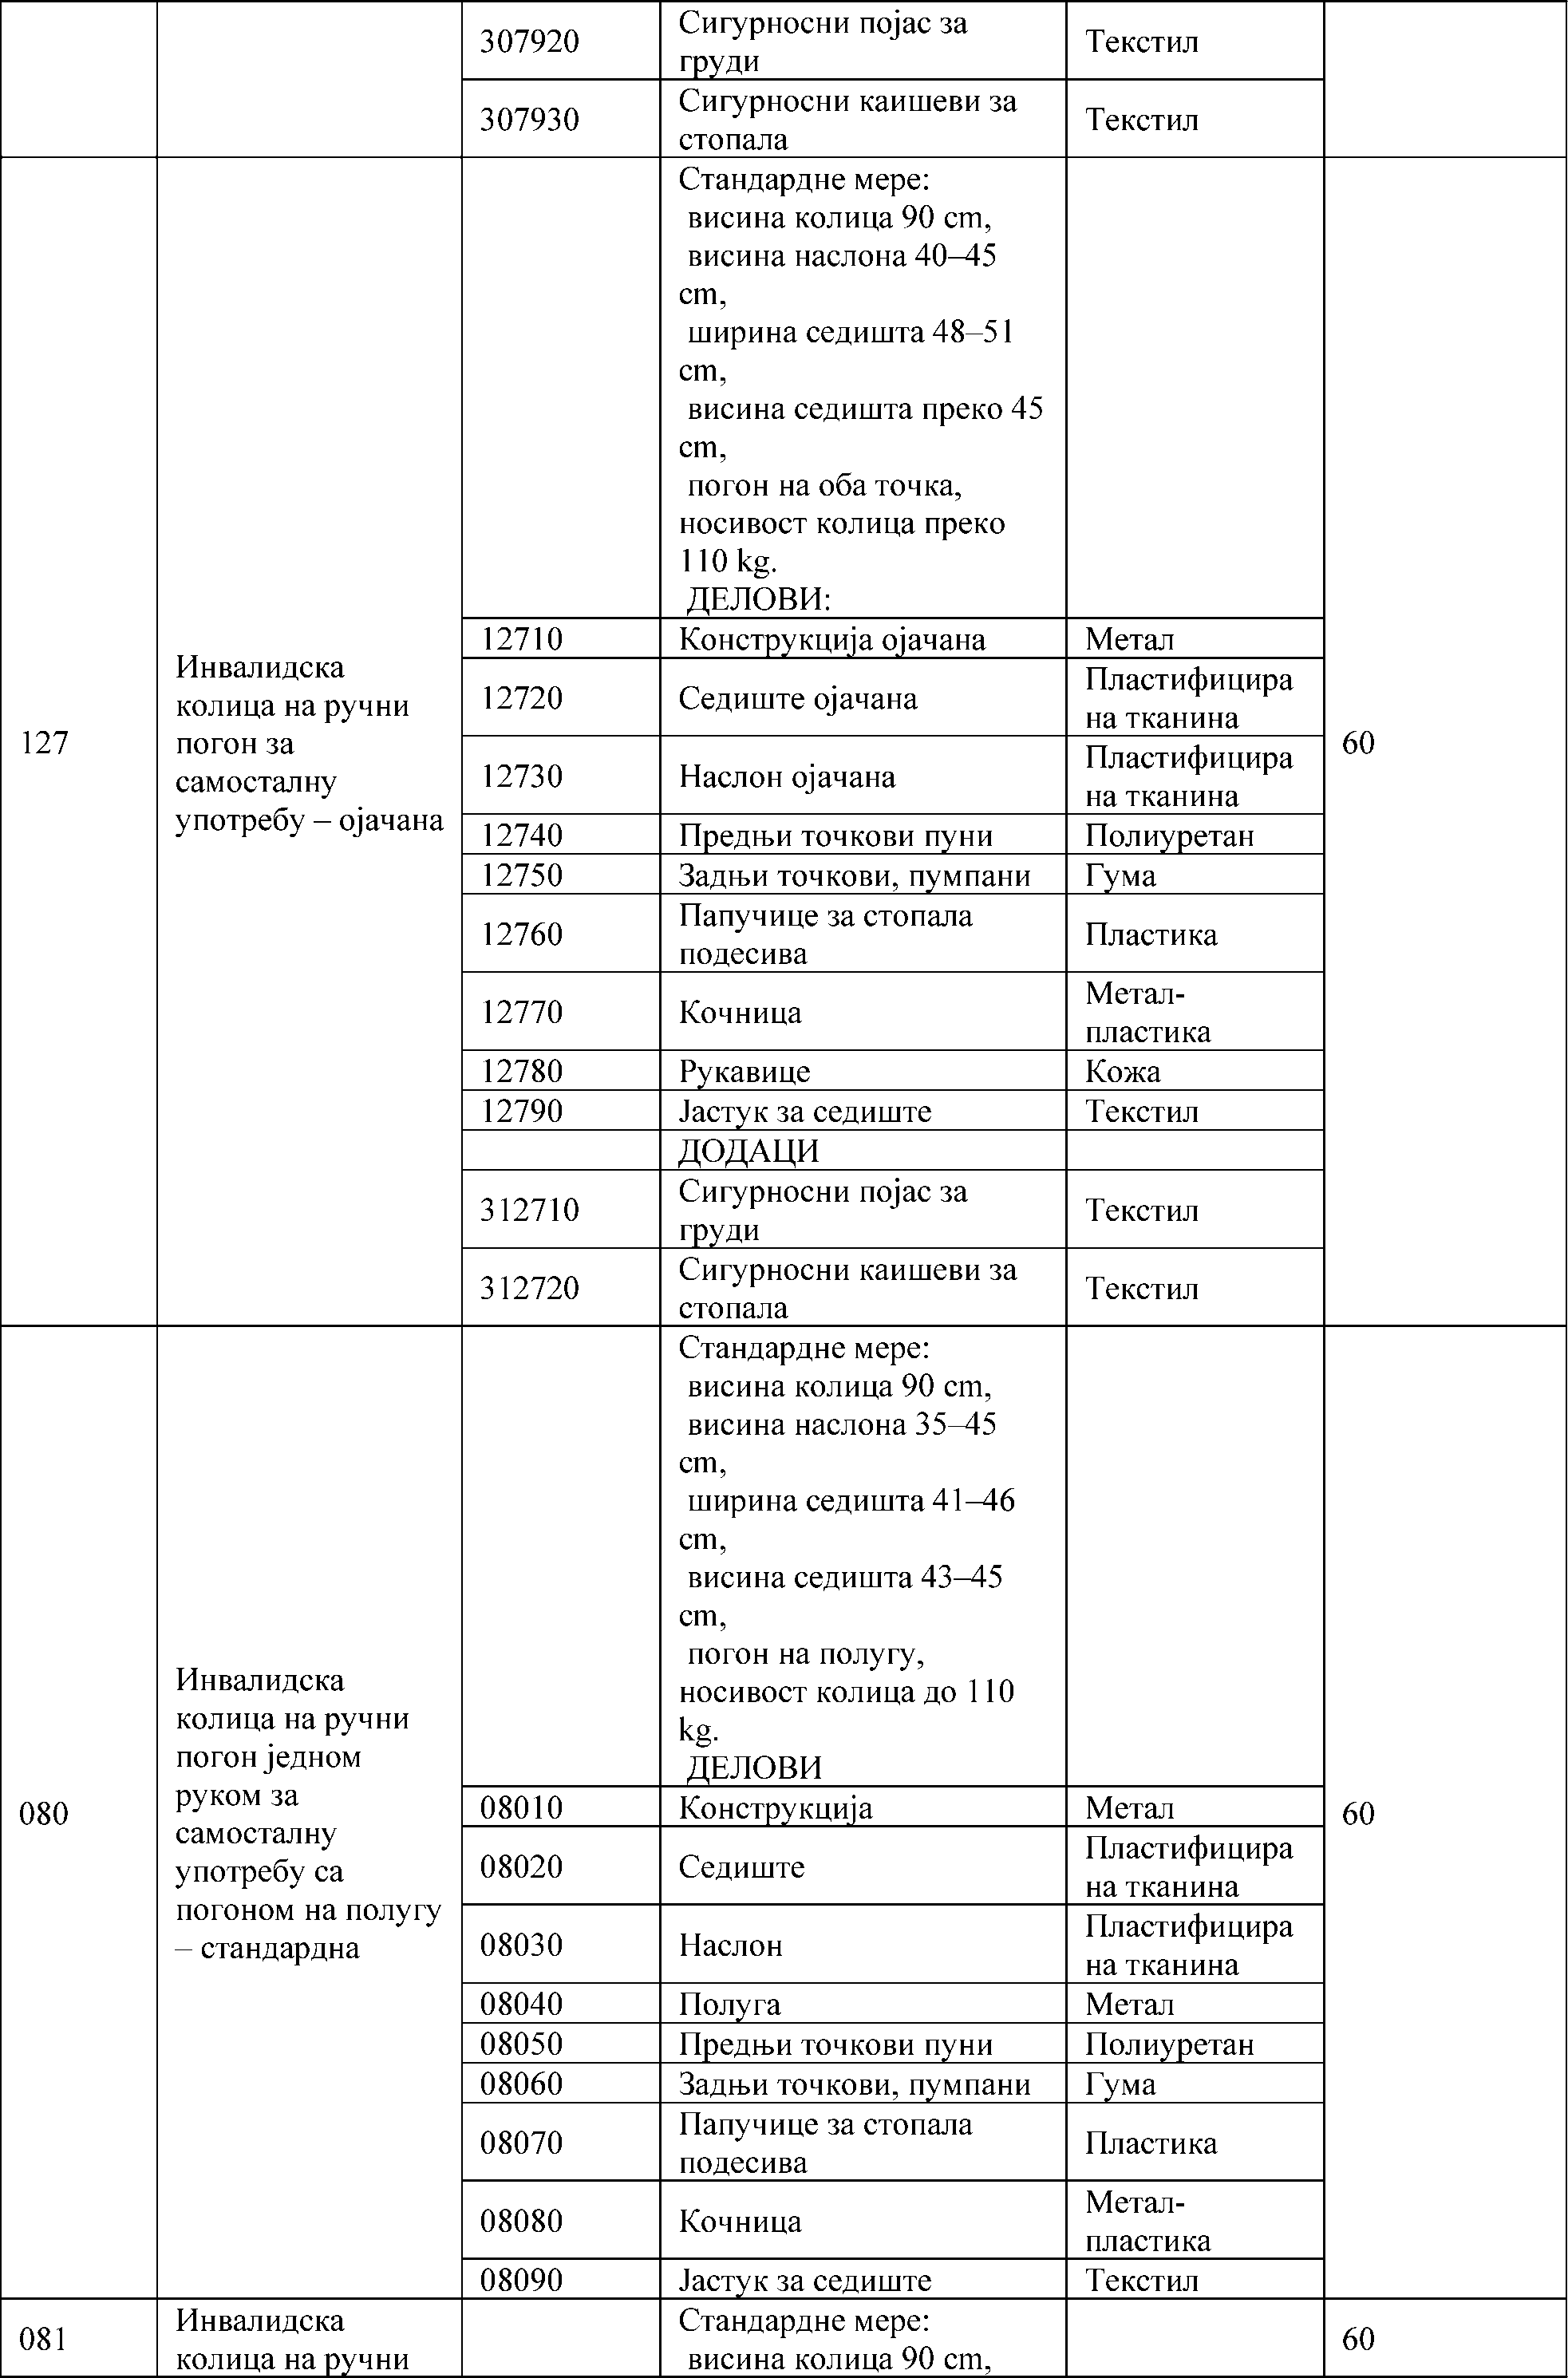 307920
Сигурносни појас за
груди
Текстил
307930
Сигурносни каишеви за
стопала
Текстил
127
Инвалидска
колица на ручни
погон за
самосталну
употребу – ојачана
Стандардне мере:
висина колица 90 cm,
висина наслона 40–45
cm,
ширина седишта 48–51
cm,
висина седишта преко 45
cm,
погон на оба точка,
носивост колица преко
110 kg.
ДЕЛОВИ:
60
12710
Конструкција ојачана
Метал
12720
Седиште ојачана
Пластифицира
на тканина
12730
Наслон ојачана
Пластифицира
на тканина
12740
Предњи точкови пуни
Полиуретан
12750
Задњи точкови, пумпани
Гума
12760
Папучице за стопала
подесива
Пластика
12770
Кочница
Метал-
пластика
12780
Рукавице
Кожа
12790
Јастук за седиште
Текстил
ДОДАЦИ
312710
Сигурносни појас за
груди
Текстил
312720
Сигурносни каишеви за
стопала
Текстил
080
Инвалидска
колица на ручни
погон једном
руком за
самосталну
употребу са
погоном на полугу
– стандардна
Стандардне мере:
висина колица 90 cm,
висина наслона 35–45
cm,
ширина седишта 41–46
cm,
висина седишта 43–45
cm,
погон на полугу,
носивост колица до 110
kg.
ДЕЛОВИ
60
08010
Конструкција
Метал
08020
Седиште
Пластифицира
на тканина
08030
Наслон
Пластифицира
на тканина
08040
Полуга
Метал
08050
Предњи точкови пуни
Полиуретан
08060
Задњи точкови, пумпани
Гума
08070
Папучице за стопала
подесива
Пластика
08080
Кочница
Метал-
пластика
08090
Јастук за седиште
Текстил
081
Инвалидска
колица на ручни
Стандардне мере:
висина колица 90 cm,
60